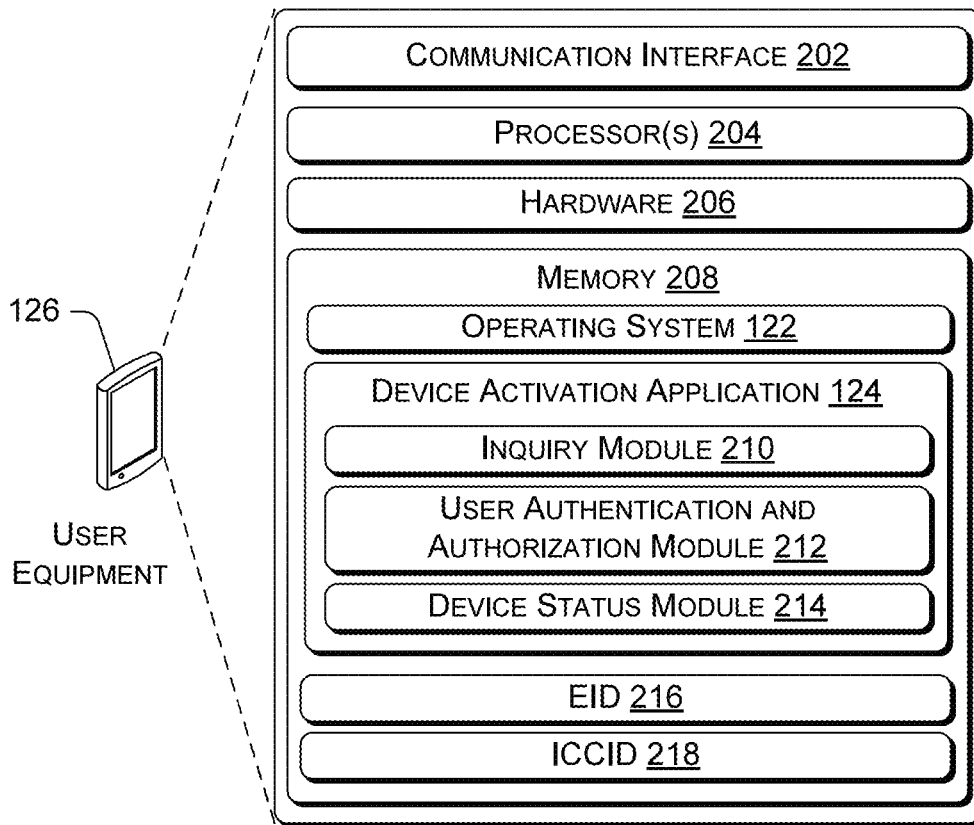 COMMUNICATION INTERFACE 202
PROCESSOR(S) 204
HARDWARE 206
MEMORY 208
OPERATING SYSTEM 122
DEVICE ACTIVATION APPLICATION 124
INQUIRY MODULE 210
USER AUTHENTICATION AND
AUTHORIZATION MODULE 212
DEVICE STATUS MODULE 214
EID 216
ICCID 218
126
USER
EQUIPMENT